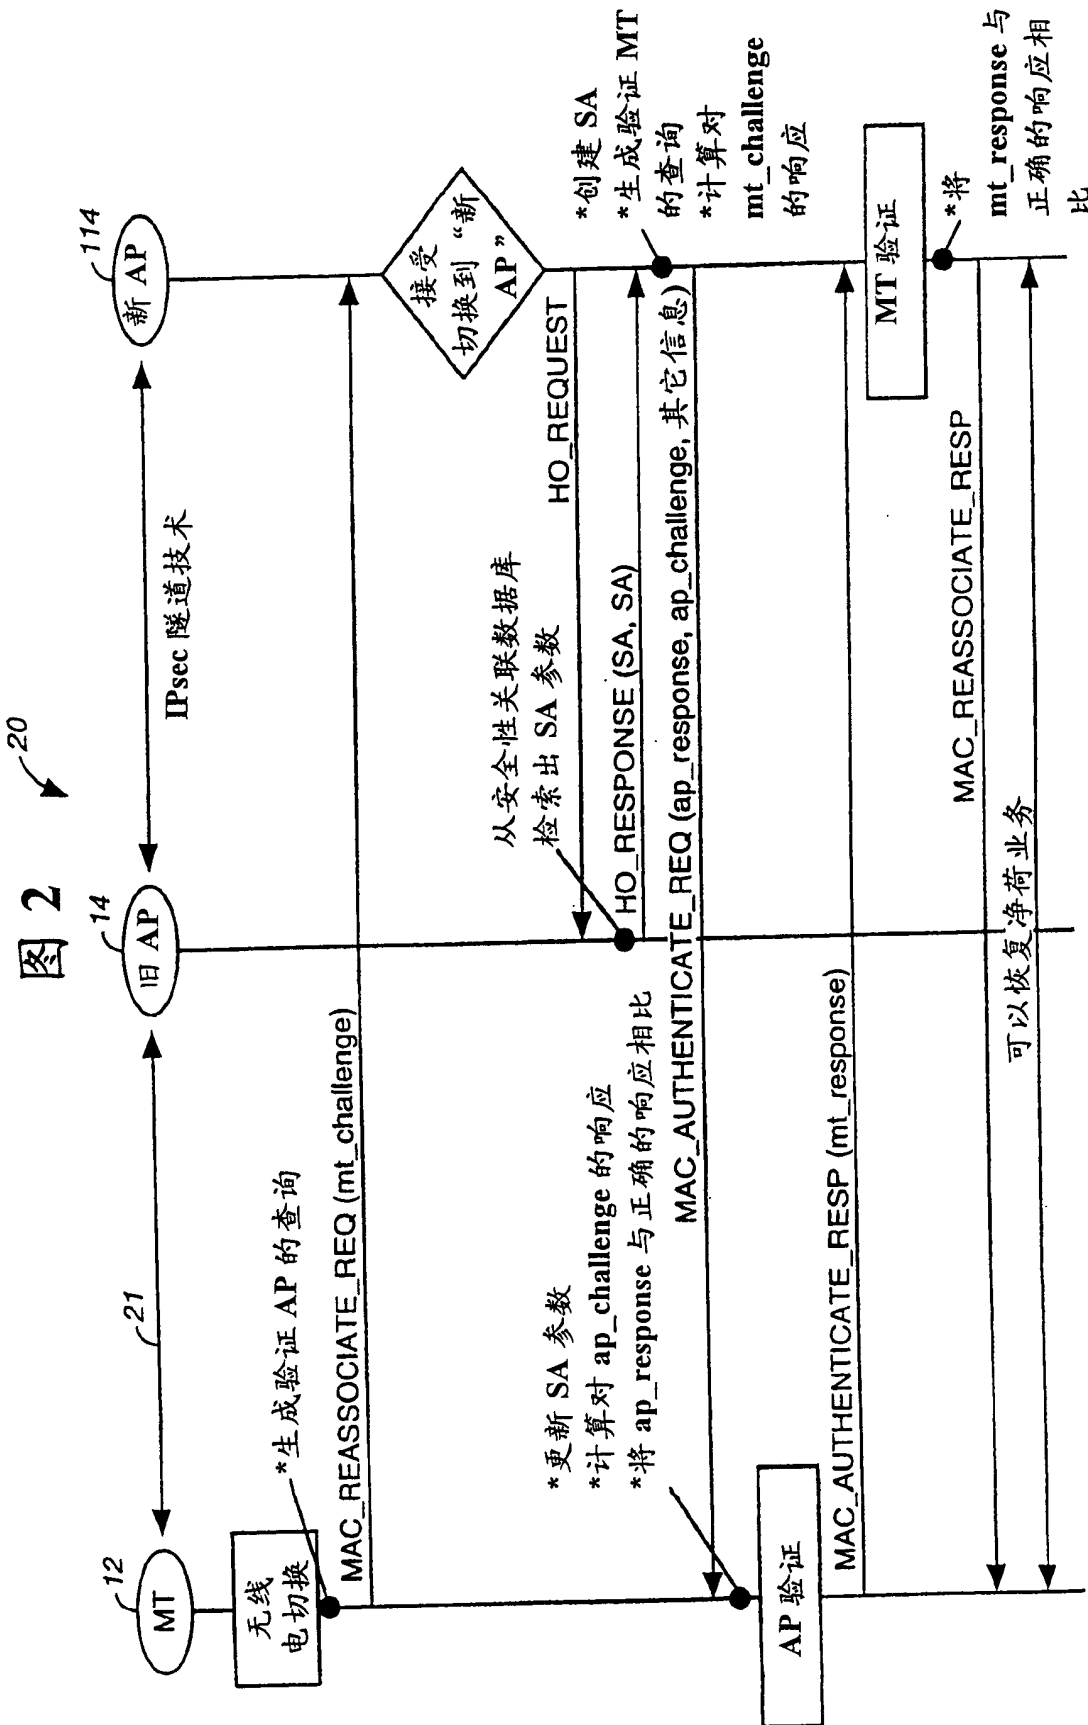 图 2
20
12
MT
21
14
旧 AP
IPsec 隧道技术
114
新 AP
无线
电切换
*生成验证 AP 的查询
MAC_REASSOCIATE_REQ (mt_challenge)
接受
切换到 “新
AP”
HO_REQUEST
从安全性关联数据库
检索出 SA 参数
HO_RESPONSE (SA, SA)
*创建 SA
*生成验证 MT
的查询
*计算对
mt_challenge
的响应
*更新 SA 参数
*计算对 ap_challenge 的响应
*将 ap_response 与正确的响应相比
MAC_AUTHENTICATE_REQ (ap_response, ap_challenge, 其它信息)
AP 验证
MAC_AUTHENTICATE_RESP (mt_response)
MT 验证
*将
mt_response 与
正确的响应相
比
MAC_REASSOCIATE_RESP
可以恢复净荷业务